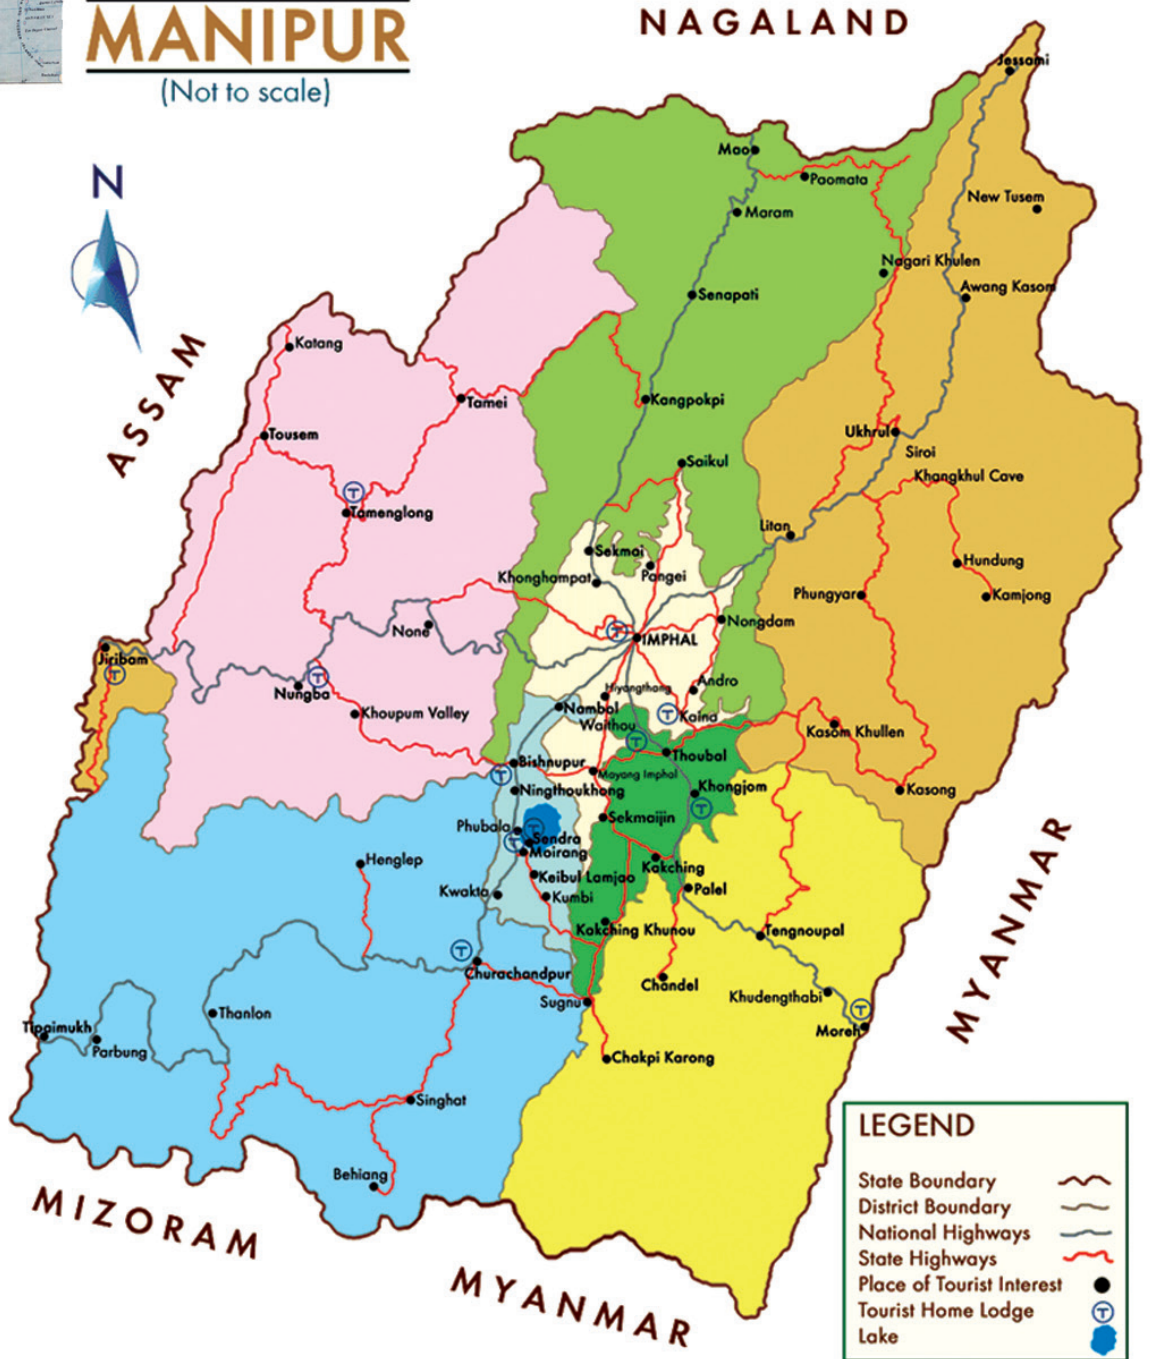 MANIPUR
(Not to scale)
NAGALAND
N
ASSAM
Jessami
Mao
Paomata
New Tusem
Maram
Nagari Khulen
Senapati
Awang Kasom
Katang
Tamei
Kangpokpi
Tousem
Ukhrul
Siroi
Saikul
Khangkhul Cave
Tamenglong
Litan
Sekmai
Pangei
Khonghampat
Hundung
Phungyar
Kamjong
None
Nongdam
IMPHAL
Jiribam
Andro
Hiyangthang
Nungba
Nambol
Kaina
Khoupum Valley
Waithou
Kasom Khullen
Thoubal
Bishnupur
Mayang Imphal
Ningthoukhong
Khongjom
Kasong
Sekmaijin
Phubala
Sendra
Moirang
Henglep
Kakching
Keibul Lamjao
Kwakta
Kumbi
Palel
Kakching Khunou
Tengnoupal
Churachandpur
Chandel
Sugnu
Khudengthabi
Thanlon
Tipaimukh
Moreh
Parbung
Chakpi Karong
Singhat
Behiang
MYANMAR
MIZORAM
MYANMAR
LEGEND
State Boundary
District Boundary
National Highways
State Highways
Place of Tourist Interest
T Tourist Home Lodge
Lake